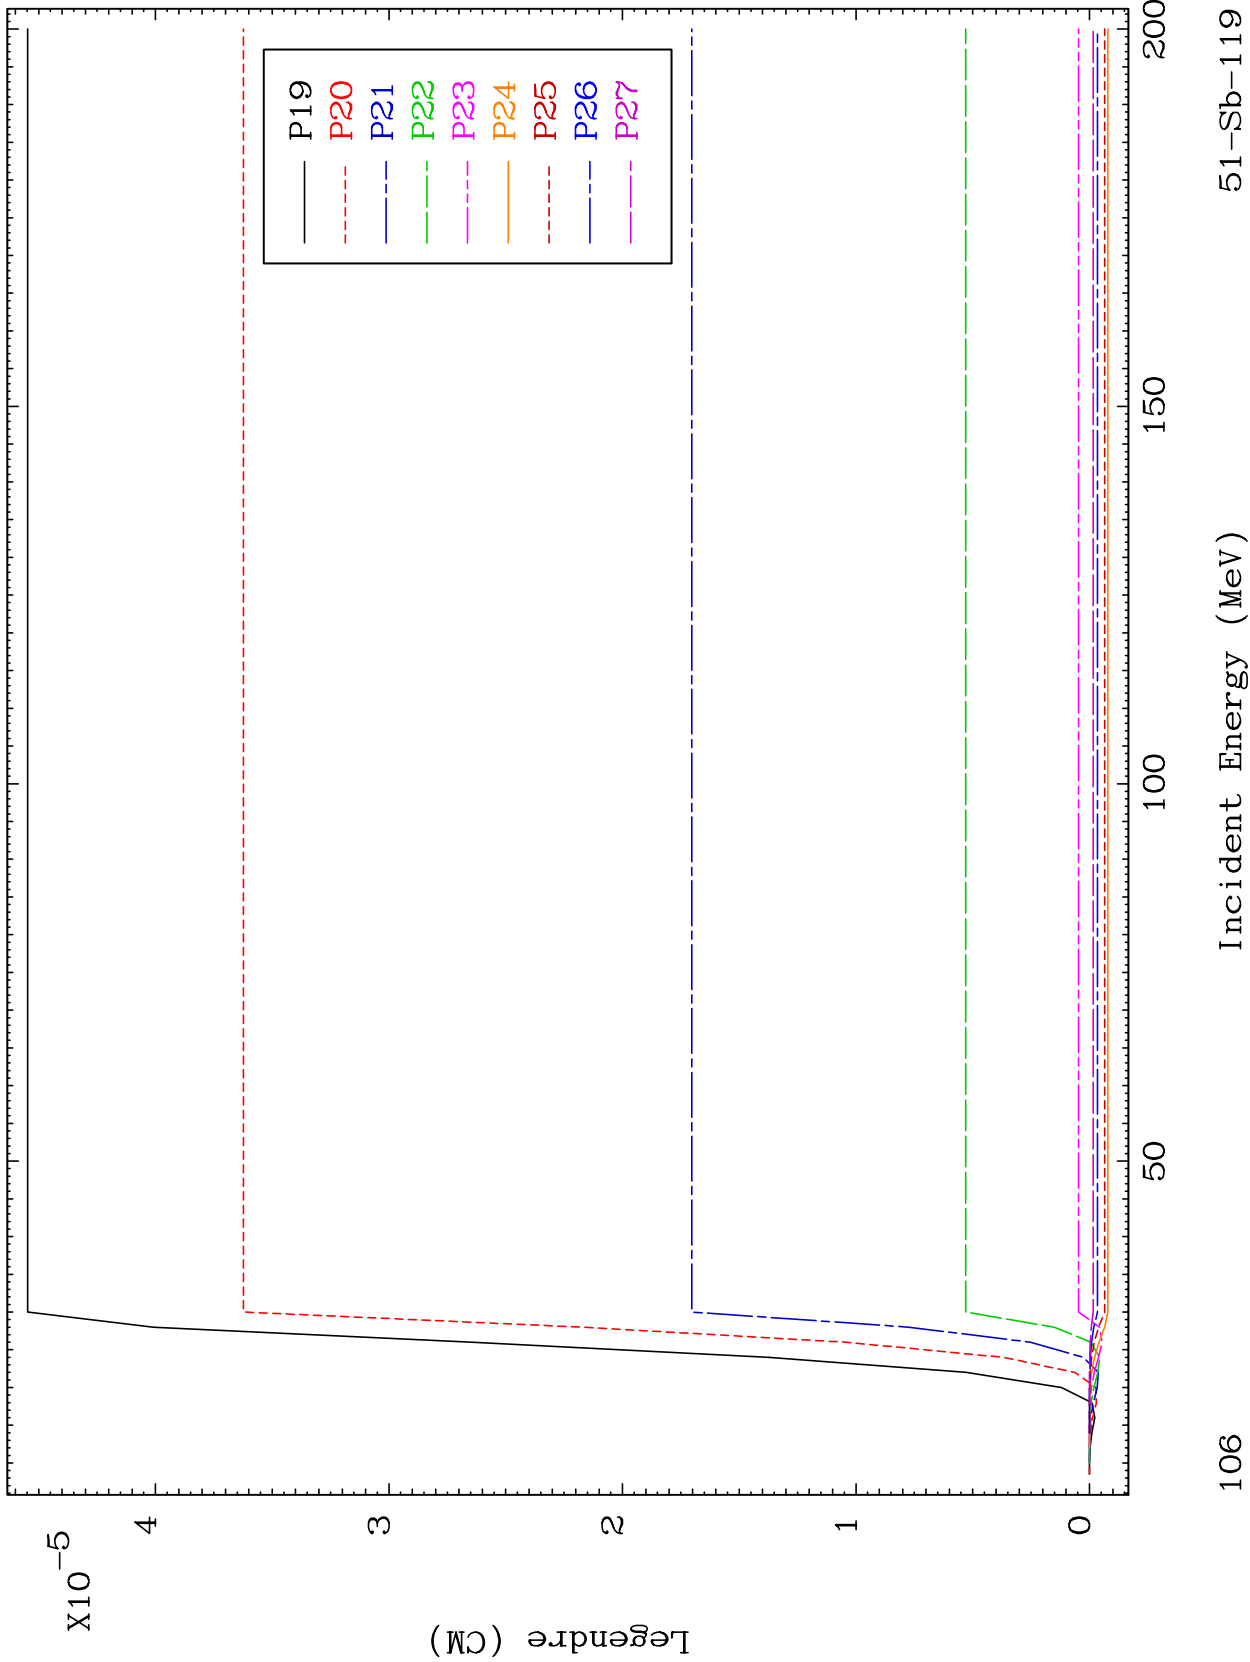 X10-5
4
3
2
1
0
Legendre (CM)
P19
P20
P21
P22
P23
P24
P25
P26
P27
50
100
150
200
Incident Energy (MeV)
106
51-Sb-119